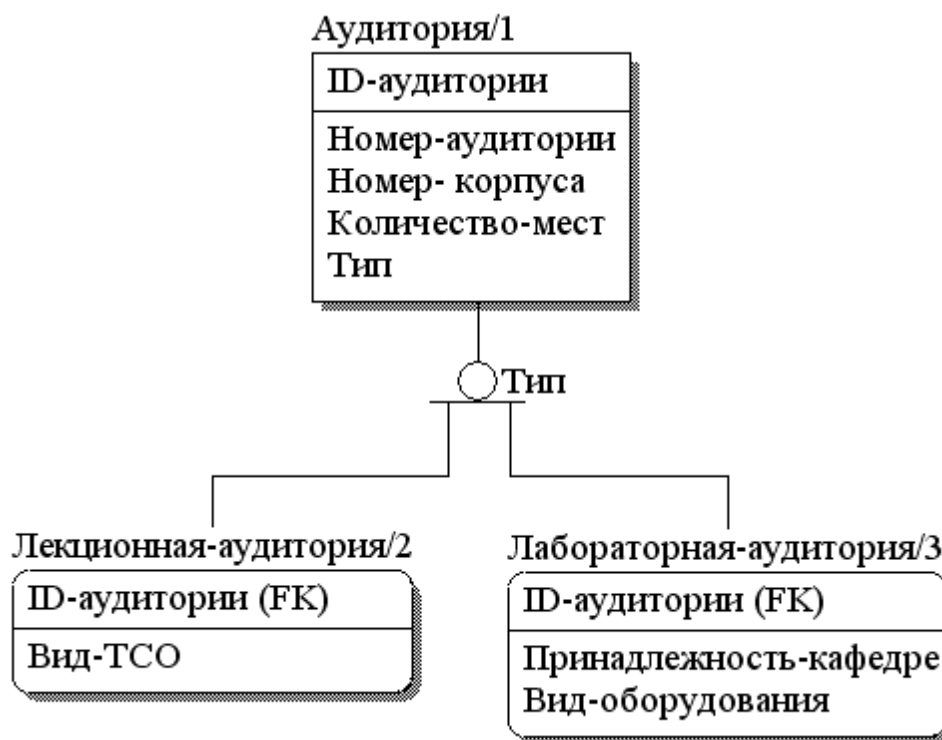 Аудитория/1
ID-аудитории
Номер-аудитории
Номер- корпуса
Количество-мест
Тип
Тип
Лекционная-аудитория/2
ID-аудитории (FK)
Вид-ТСО
Лабораторная-аудитория/3
ID-аудитории (FK)
Принадлежность-кафедре
Вид-оборудования